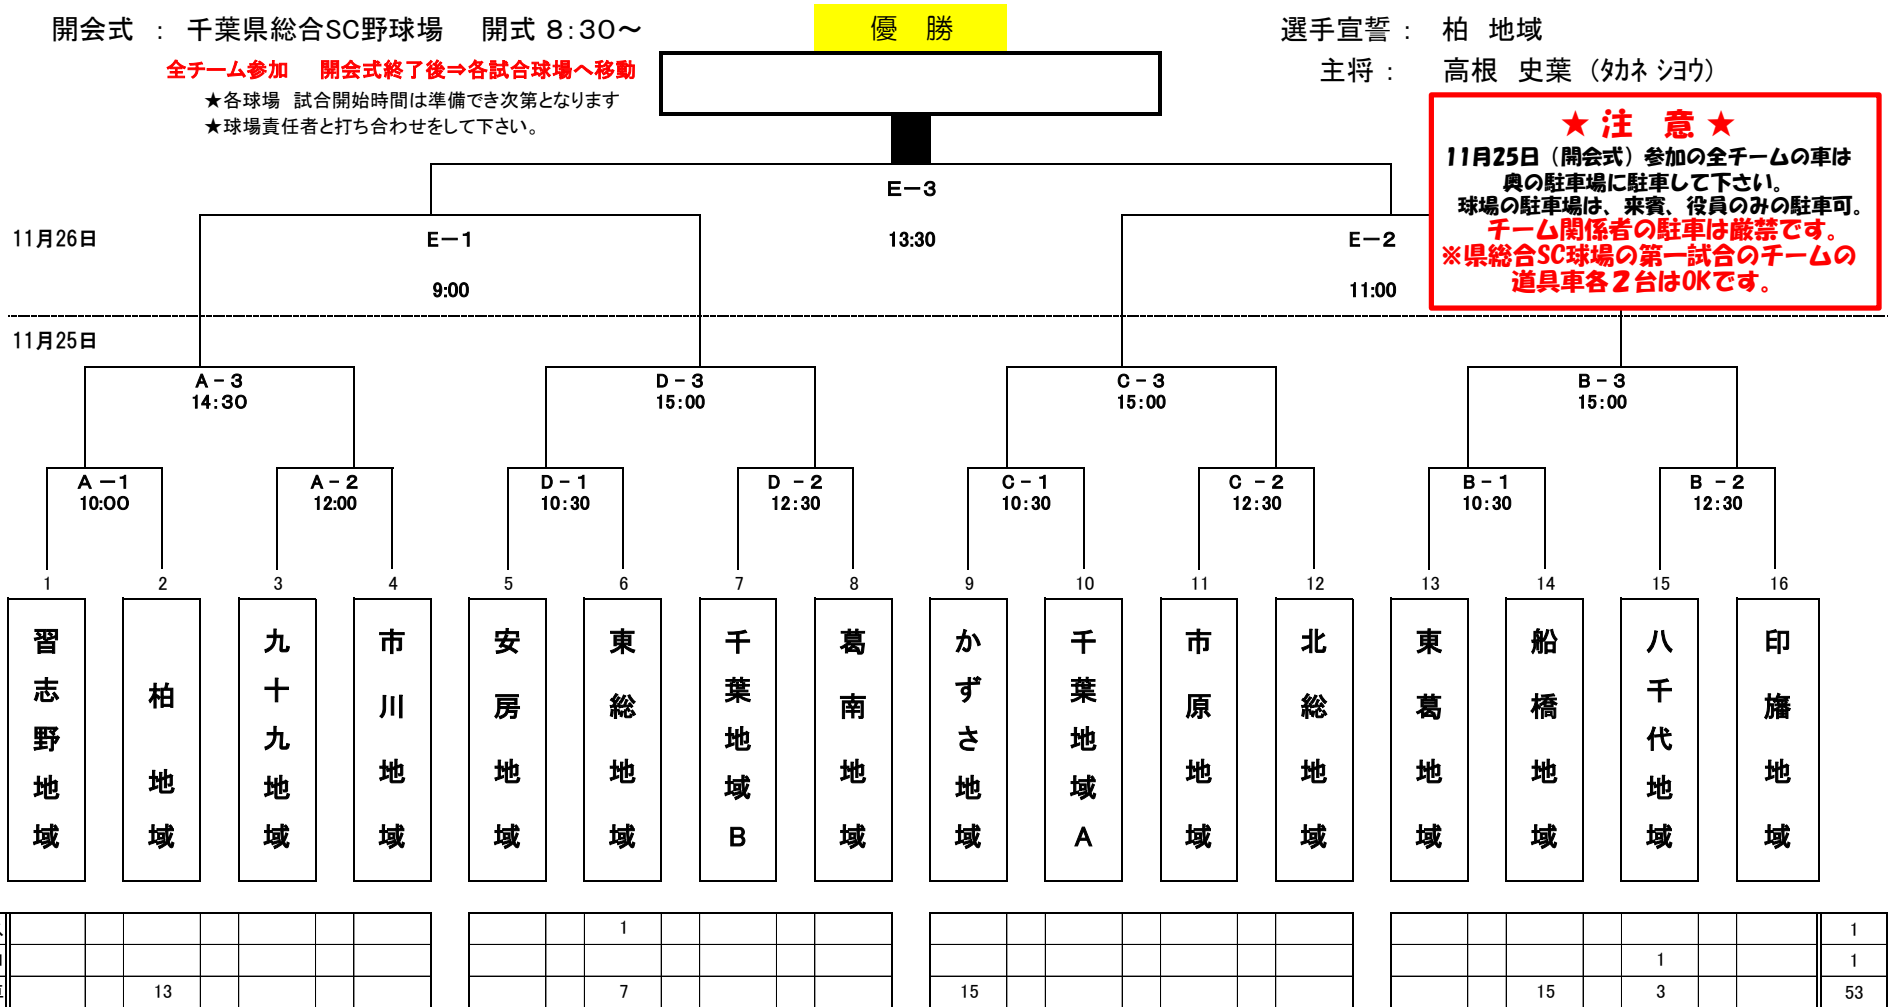 開会式 : 千葉県総合SC野球場 開式 8:30～
優 勝
選手宣誓 : 柏 地域
全チーム参加 開会式終了後⇒各試合球場へ移動
主将 : 高根 史葉 (タカネ ショウ)
★各球場 試合開始時間は準備でき次第となります
★球場責任者と打ち合わせをして下さい。
★ 注 意 ★
11月25日（開会式）参加の全チームの車は
奥の駐車場に駐車して下さい。
球場の駐車場は、来賓、役員のみの駐車可。
チーム関係者の駐車は厳禁です。
※県総合SC球場の第一試合のチームの
道具車各２台はOKです。
E－3
13:30
11月26日
E－1
E－2
9:00
11:00
11月25日
A－3 D－3 C－3 B－3
14:30 15:00 15:00 15:00
A－1 A－2 D－1 D－2 C－1 C－2 B－1 B－2
10:00 12:00 10:30 12:30 10:30 12:30 10:30 12:30
1 2 3 4 5 6 7 8 9 10 11 12 13 14 15 16
習志野地域
柏地域
九十九地域
市川地域
安房地域
東総地域
千葉地域B
葛南地域
かずさ地域
千葉地域A
市原地域
北総地域
東葛地域
船橋地域
八千代地域
印旛地域
1 1
1 1
13 7 15 15 3 53